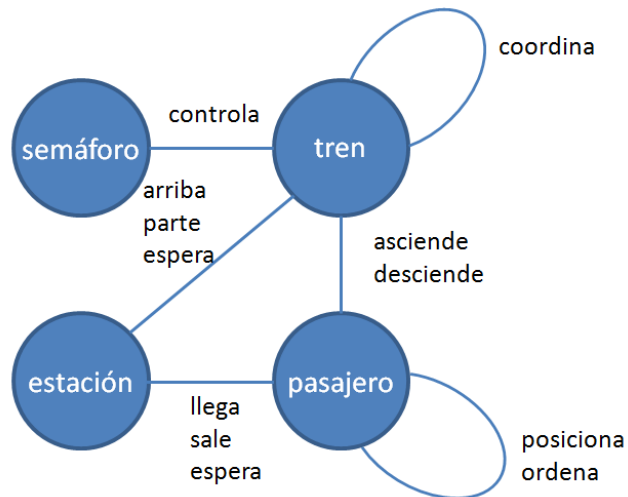 coordina
controla
semáforo
tren
arriba
parte
espera
asciende
desciende
estación
pasajero
llega
sale
espera
posiciona
ordena